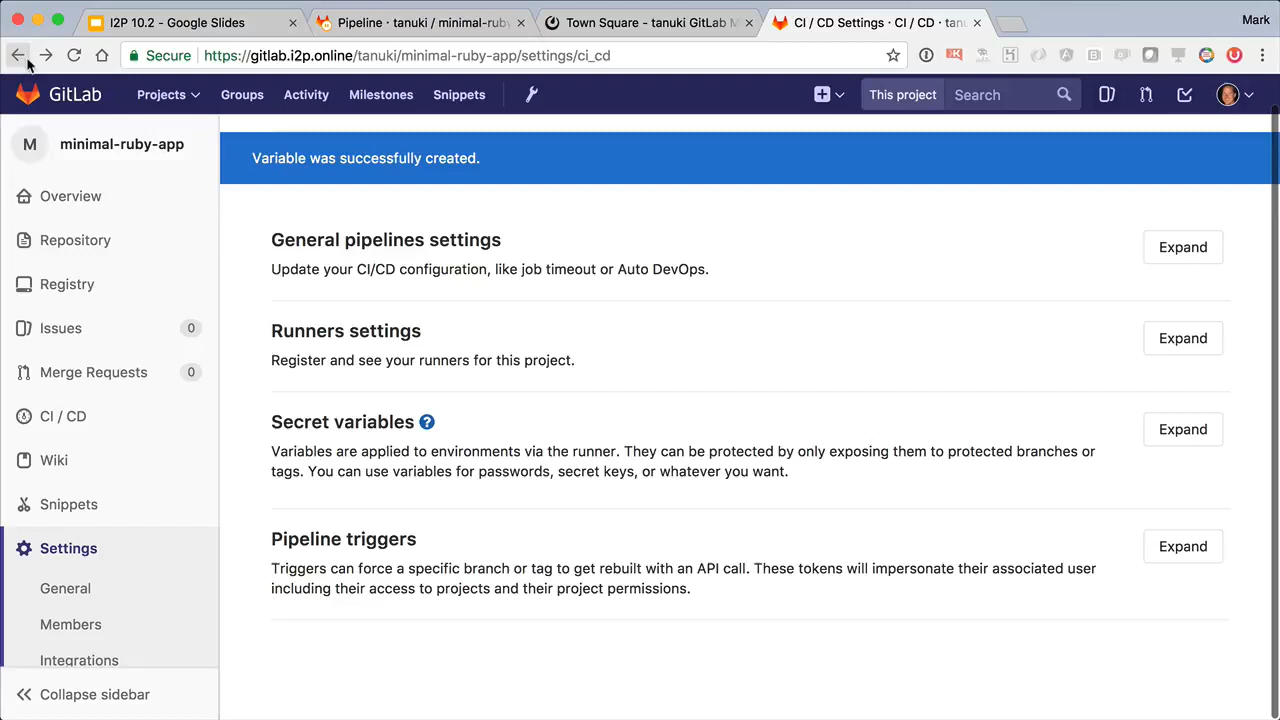 I2P 10.2 - Google Slides
Pipeline · tanuki / minimal-ruby
Town Square - tanuki GitLab M
CI / CD Settings · CI / CD · tanu
Mark
Secure https://gitlab.i2p.online/tanuki/minimal-ruby-app/settings/ci_cd
GitLab Projects Groups Activity Milestones Snippets This project Search
M minimal-ruby-app
Overview
Repository
Registry
Issues 0
Merge Requests 0
CI / CD
Wiki
Snippets
Settings
General
Members
Integrations
Collapse sidebar
Variable was successfully created.
General pipelines settings
Expand
Update your CI/CD configuration, like job timeout or Auto DevOps.
Runners settings
Expand
Register and see your runners for this project.
Secret variables ?
Expand
Variables are applied to environments via the runner. They can be protected by only exposing them to protected branches or
tags. You can use variables for passwords, secret keys, or whatever you want.
Pipeline triggers
Expand
Triggers can force a specific branch or tag to get rebuilt with an API call. These tokens will impersonate their associated user
including their access to projects and their project permissions.